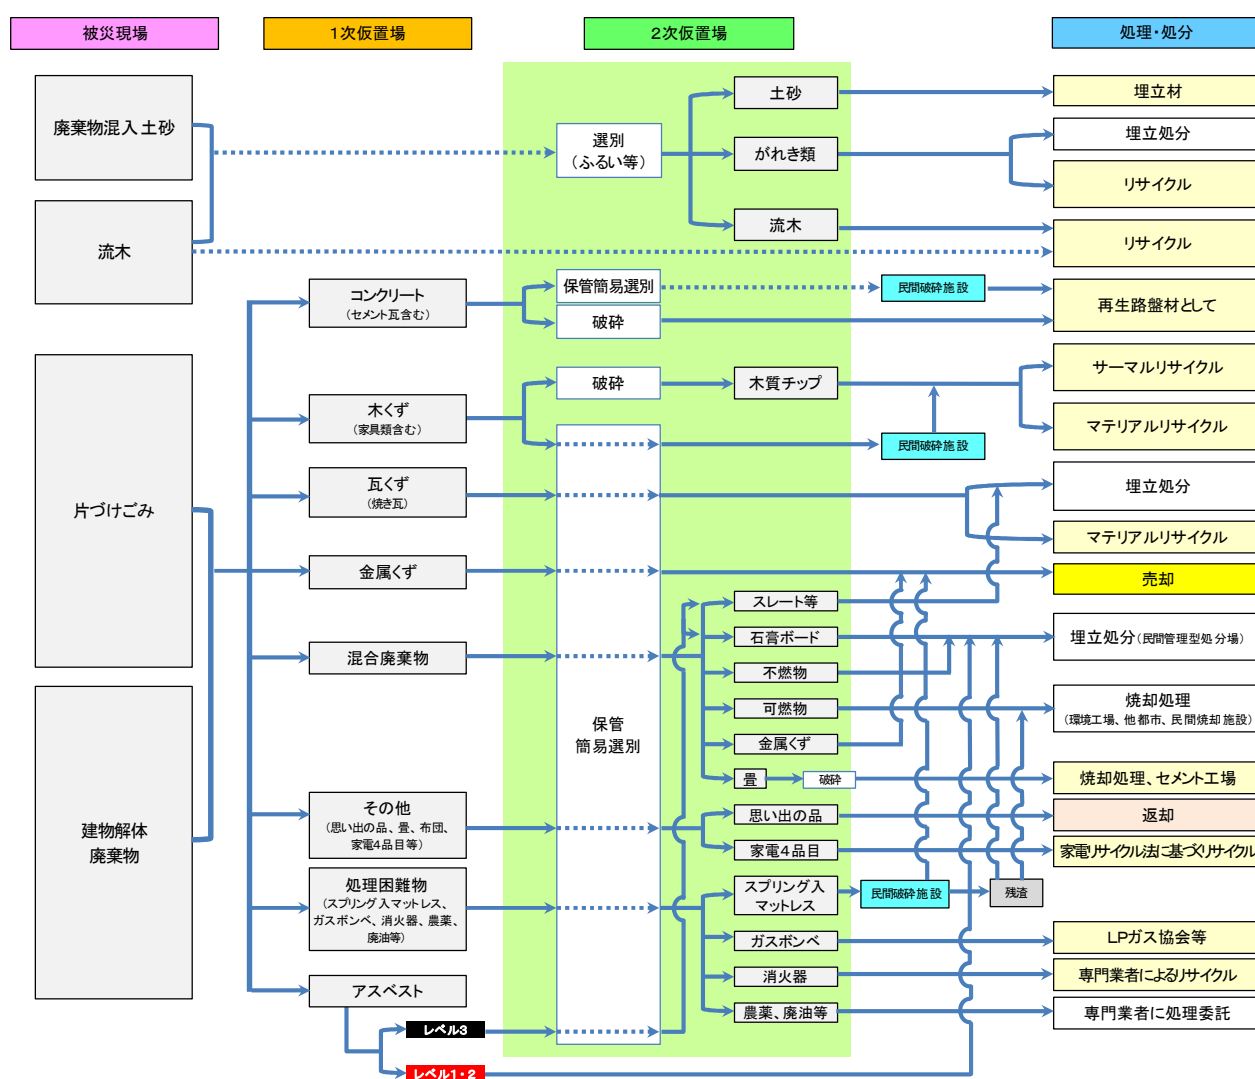 被災現場
1次仮置場
2次仮置場
処理・処分
廃棄物混入土砂
流木
片づけごみ
建物解体
廃棄物
コンクリート
(セメント瓦含む)
木くず
(家具類含む)
瓦くず
(焼き瓦)
金属くず
混合廃棄物
その他
(思い出の品、畳、布団、
家電4品目等)
処理困難物
(スプリング入マットレス、
ガスボンベ、消火器、農薬、
廃油等)
アスベスト
レベル3
レベル1・2
選別
(ふるい等)
保管簡易選別
破砕
破砕
保管
簡易選別
土砂
がれき類
流木
木質チップ
スレート等
石膏ボード
不燃物
可燃物
金属くず
畳
破砕
思い出の品
家電4品目
スプリング入
マットレス
ガスボンベ
消火器
農薬、廃油等
民間破砕施設
民間破砕施設
民間破砕施設
残渣
埋立材
埋立処分
リサイクル
リサイクル
再生路盤材として
サーマルリサイクル
マテリアルリサイクル
埋立処分
マテリアルリサイクル
売却
埋立処分(民間管理型処分場)
焼却処理
(環境工場、他都市、民間焼却施設)
焼却処理、セメント工場
返却
家電リサイクル法に基づくリサイクル
LPガス協会等
専門業者によるリサイクル
専門業者に処理委託